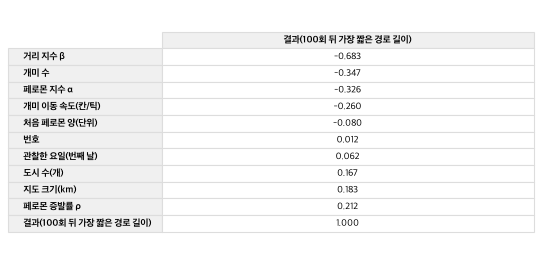 결과(100회 뒤 가장 짧은 경로 길이)
거리 지수 β -0.683
개미 수 -0.347
페로몬 지수 α -0.326
개미 이동 속도(칸/틱) -0.260
처음 페로몬 양(단위) -0.080
번호 0.012
관찰한 요일(번째 날) 0.062
도시 수(개) 0.167
지도 크기(km) 0.183
페로몬 증발률 ρ 0.212
결과(100회 뒤 가장 짧은 경로 길이) 1.000